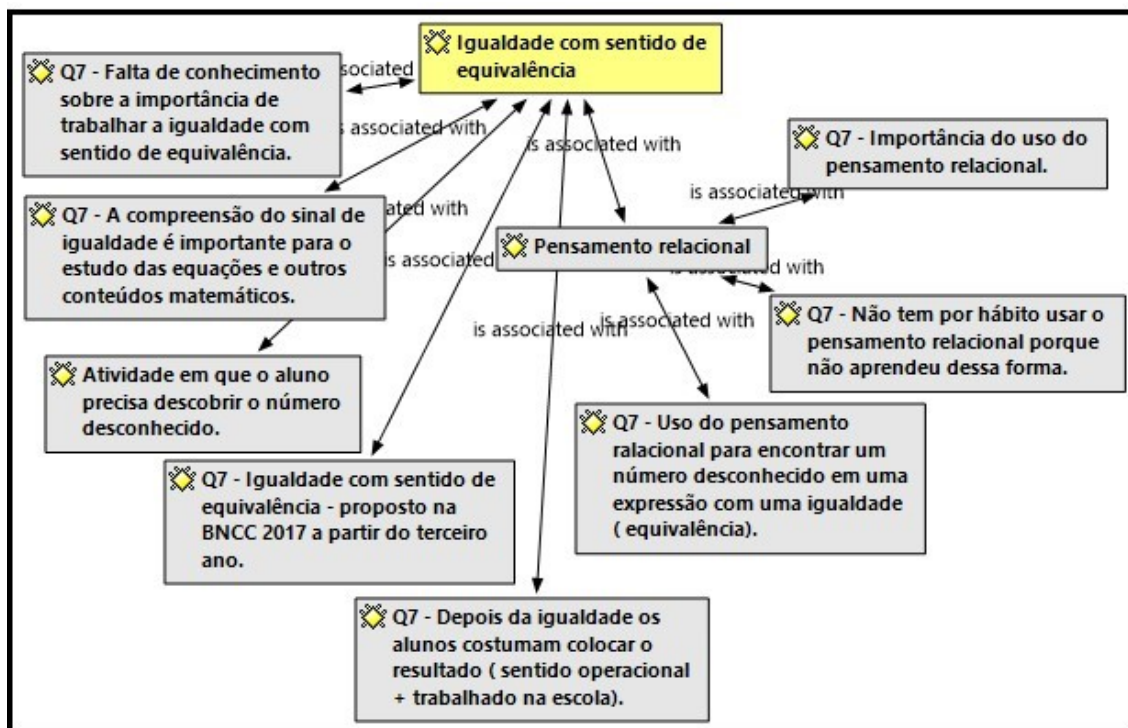 Igualdade com sentido de
equivalência
Q7 - Falta de conhecimento
sobre a importância de
trabalhar a igualdade com
sentido de equivalência.
associated
is associated with
is associated with
Q7 - Importância do uso do
pensamento relacional.
is associated with
Q7 - A compreensão do sinal de
igualdade é importante para o
estudo das equações e outros
conteúdos matemáticos.
associated with
is associated
Pensamento relacional
is associated with
Q7 - Não tem por hábito usar o
pensamento relacional porque
não aprendeu dessa forma.
is associated with
is associated with
Atividade em que o aluno
precisa descobrir o número
desconhecido.
Q7 - Uso do pensamento
ralacional para encontrar um
número desconhecido em uma
expressão com uma igualdade
( equivalência).
Q7 - Igualdade com sentido de
equivalência - proposto na
BNCC 2017 a partir do terceiro
ano.
Q7 - Depois da igualdade os
alunos costumam colocar o
resultado ( sentido operacional
+ trabalhado na escola).